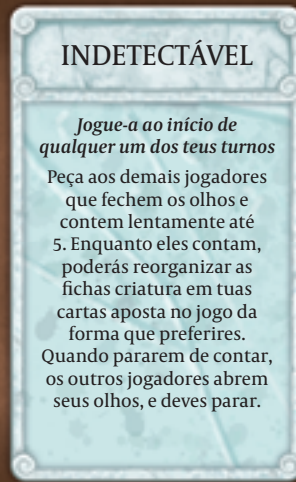 INDETECTÁVEL
Jogue-a ao início de
qualquer um dos teus turnos
Peça aos demais jogadores
que fechem os olhos e
contem lentamente até
5. Enquanto eles contam,
poderás reorganizar as
fichas criatura em tuas
cartas aposta no jogo da
forma que preferires.
Quando pararem de contar,
os outros jogadores abrem
seus olhos, e deves parar.